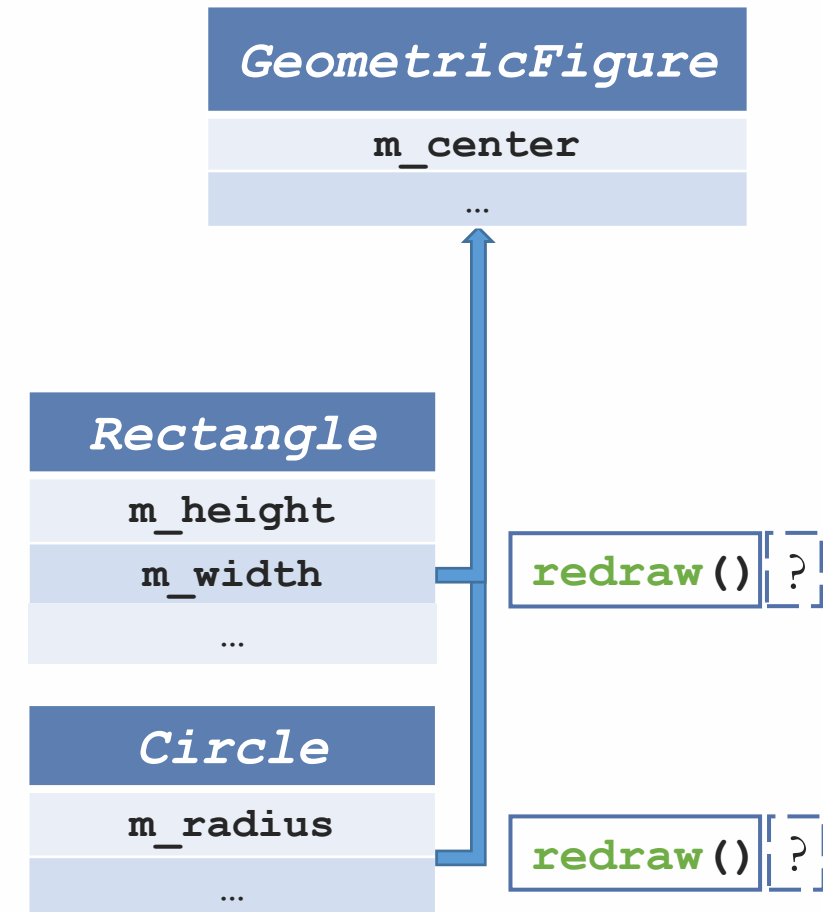 GeometricFigure
m_center
…
Rectangle
m_height
m_width
…
redraw() ?
Circle
m_radius
…
redraw() ?